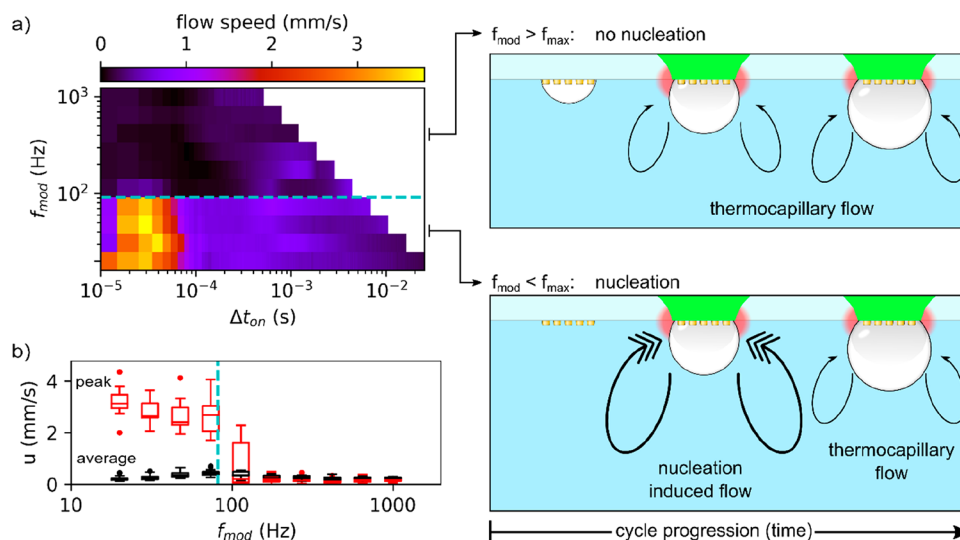 a)
flow speed (mm/s)
0 1 2 3
10³
10²
f_mod (Hz)
10⁻⁵ 10⁻⁴ 10⁻³ 10⁻²
Δt_on (s)
f_mod > f_max: no nucleation
thermocapillary flow
f_mod < f_max: nucleation
nucleation
induced flow
thermocapillary
flow
cycle progression (time)
b)
peak
average
4
2
0
u (mm/s)
10 100 1000
f_mod (Hz)